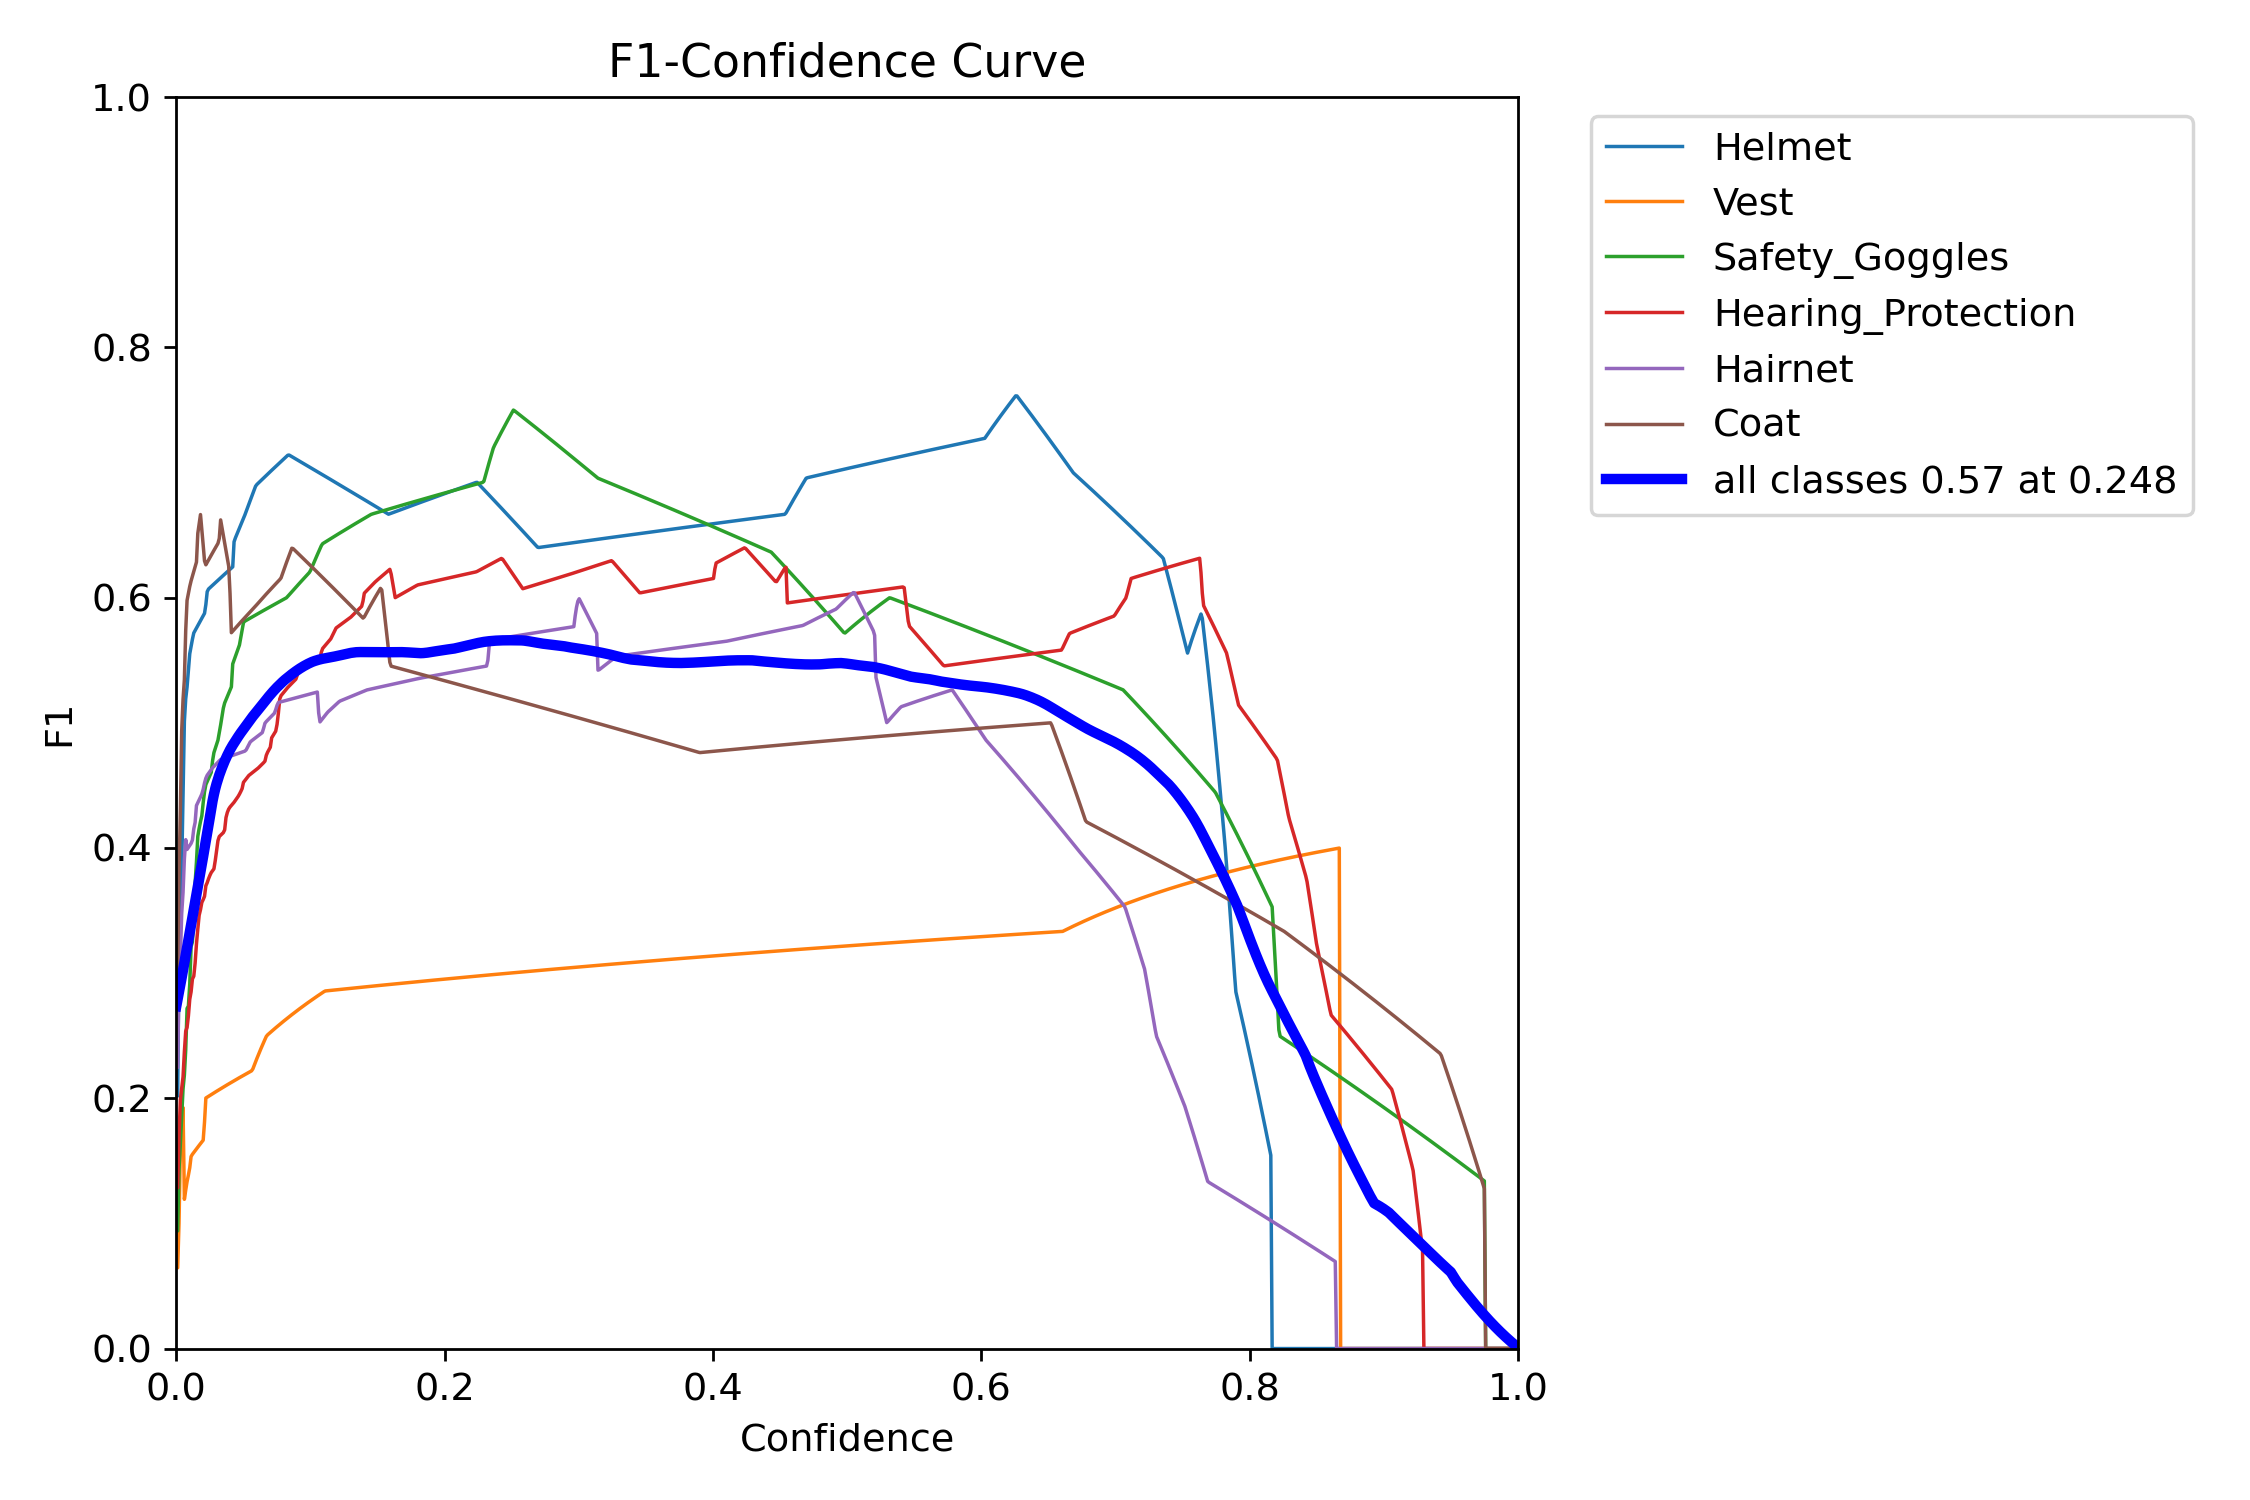 F1-Confidence Curve
1.0
0.8
0.6
0.4
0.2
0.0
F1
0.0 0.2 0.4 0.6 0.8 1.0
Confidence
Helmet
Vest
Safety_Goggles
Hearing_Protection
Hairnet
Coat
all classes 0.57 at 0.248